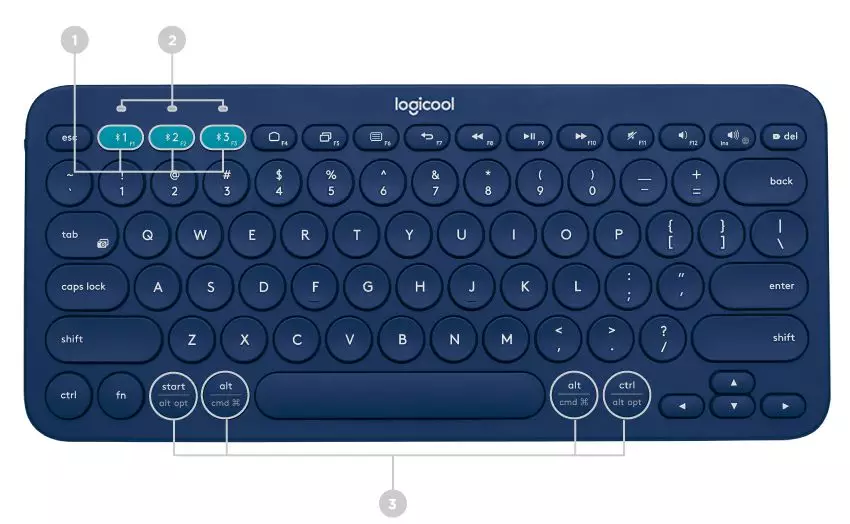 1 2
logicool
esc 1 F1 2 F2 3 F3 F4 F5 F6 F7 F8 F9 F10 F11 F12 Ins del
~ ! @ # $ % ^ & * ( ) _ +
` 1 2 3 4 5 6 7 8 9 0 - = back
tab Q W E R T Y U I O P { [ } ] | \
caps lock A S D F G H J K L : ; " ' enter
shift Z X C V B N M < , > . ? / shift
ctrl fn start alt alt ctrl
alt opt cmd ⌘ cmd ⌘ alt opt
3